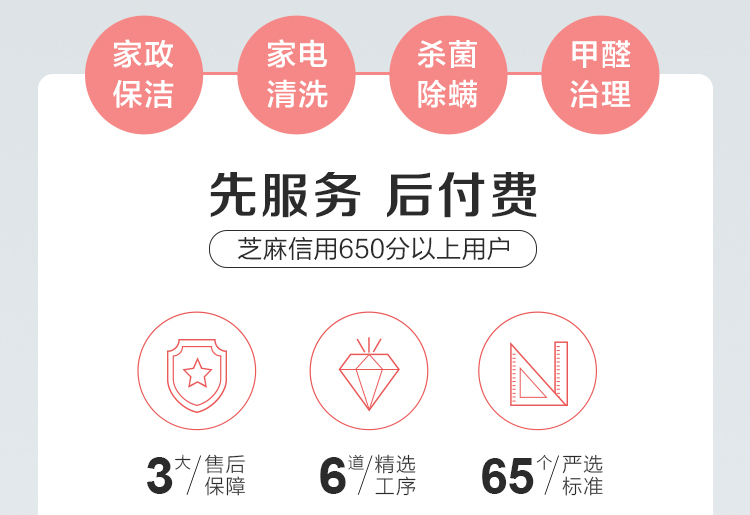 家政 家电 杀菌 甲醛
保洁 清洗 除螨 治理
先服务 后付费
芝麻信用650分以上用户
3大/售后保障
6道/精选工序
65个/严选标准